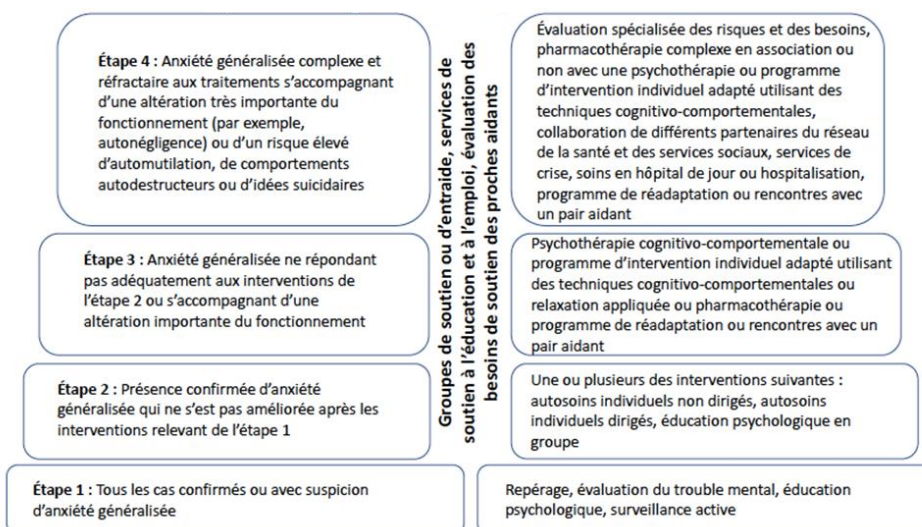 Étape 4 : Anxiété généralisée complexe et
réfractaire aux traitements s'accompagnant
d'une altération très importante du
fonctionnement (par exemple,
autonégligence) ou d'un risque élevé
d'automutilation, de comportements
autodestructeurs ou d'idées suicidaires
Évaluation spécialisée des risques et des besoins,
pharmacothérapie complexe en association ou
non avec une psychothérapie ou programme
d'intervention individuel adapté utilisant des
techniques cognitivo-comportementales,
collaboration de différents partenaires du réseau
de la santé et des services sociaux, services de
crise, soins en hôpital de jour ou hospitalisation,
programme de réadaptation ou rencontres avec
un pair aidant
Groupes de soutien ou d'entraide, services de
soutien à l'éducation et à l'emploi, évaluation des
besoins de soutien des proches aidants
Étape 3 : Anxiété généralisée ne répondant
pas adéquatement aux interventions de
l'étape 2 ou s'accompagnant d'une
altération importante du fonctionnement
Psychothérapie cognitivo-comportementale ou
programme d'intervention individuel adapté utilisant
des techniques cognitivo-comportementales ou
relaxation appliquée ou pharmacothérapie ou
programme de réadaptation ou rencontres avec un
pair aidant
Étape 2 : Présence confirmée d'anxiété
généralisée qui ne s'est pas améliorée après les
interventions relevant de l'étape 1
Une ou plusieurs des interventions suivantes :
autosoins individuels non dirigés, autosoins
individuels dirigés, éducation psychologique en
groupe
Étape 1 : Tous les cas confirmés ou avec suspicion
d'anxiété généralisée
Repérage, évaluation du trouble mental, éducation
psychologique, surveillance active